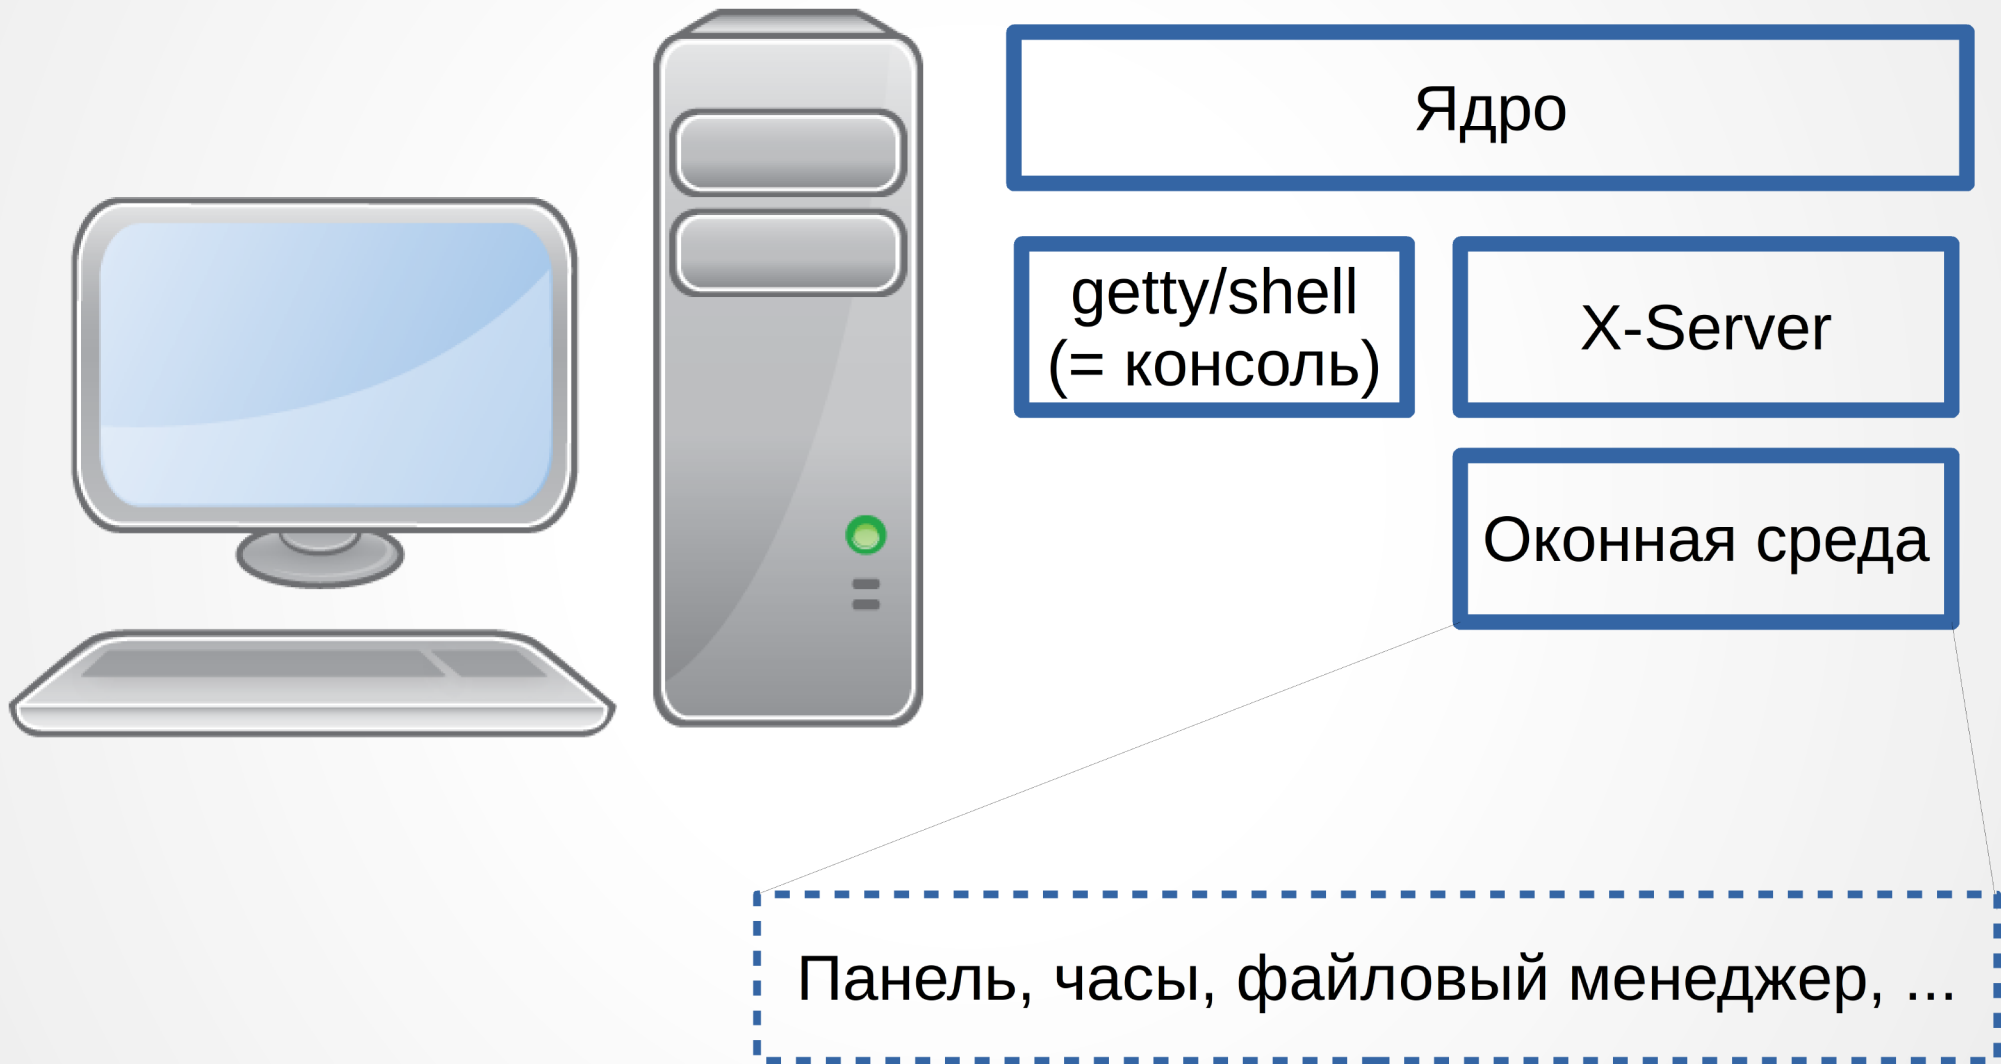 Ядро
getty/shell
(= консоль)
X-Server
Оконная среда
Панель, часы, файловый менеджер, ...